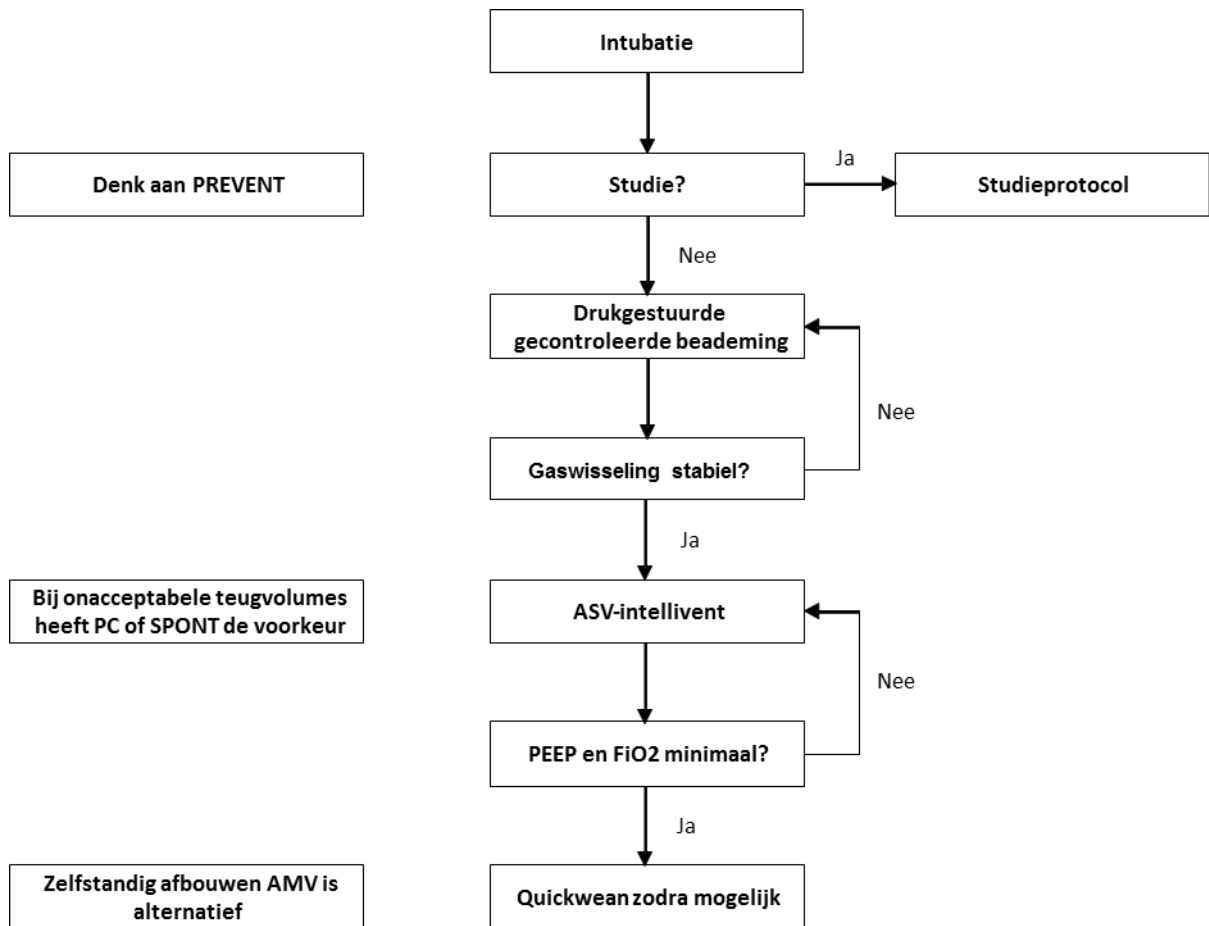 Intubatie
Denk aan PREVENT
Studie?
Ja
Studieprotocol
Nee
Drukgestuurde
gecontroleerde beademing
Nee
Gaswisseling stabiel?
Ja
Bij onacceptabele teugvolumes
heeft PC of SPONT de voorkeur
ASV-intellivent
Nee
PEEP en FiO2 minimaal?
Ja
Zelfstandig afbouwen AMV is
alternatief
Quickwean zodra mogelijk